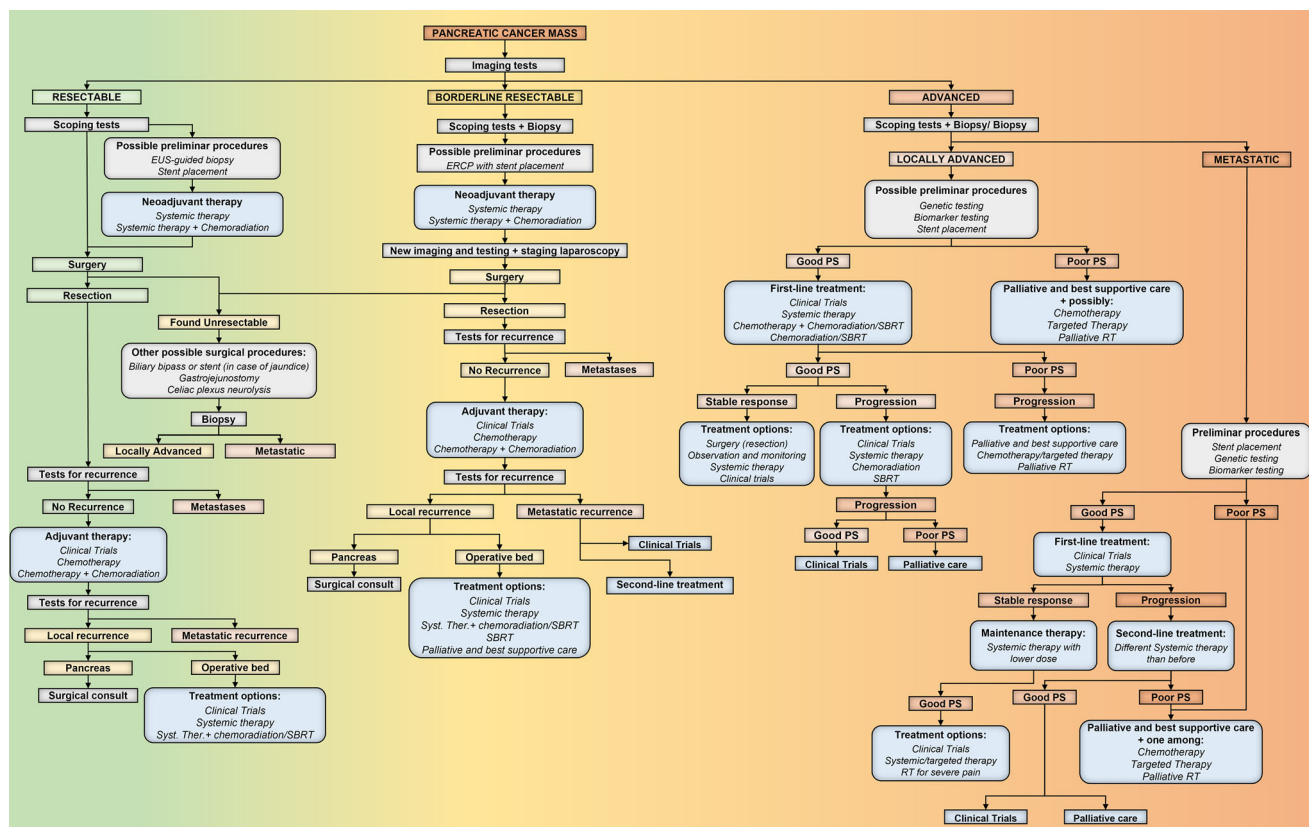 PANCREATIC CANCER MASS
Imaging tests
RESECTABLE
Scoping tests
Possible preliminar procedures
EUS-guided biopsy
Stent placement
Neoadjuvant therapy
Systemic therapy
Systemic therapy + Chemoradiation
Surgery
Resection
Found Unresectable
Other possible surgical procedures:
Biliary bipass or stent (in case of jaundice)
Gastrojejunostomy
Celiac plexus neurolysis
Biopsy
Locally Advanced
Metastatic
Tests for recurrence
No Recurrence
Metastases
Adjuvant therapy:
Clinical Trials
Chemotherapy
Chemotherapy + Chemoradiation
Tests for recurrence
Local recurrence
Metastatic recurrence
Pancreas
Operative bed
Surgical consult
Treatment options:
Clinical Trials
Systemic therapy
Syst. Ther.+ chemoradiation/SBRT
BORDERLINE RESECTABLE
Scoping tests + Biopsy
Possible preliminar procedures
ERCP with stent placement
Neoadjuvant therapy
Systemic therapy
Systemic therapy + Chemoradiation
New imaging and testing + staging laparoscopy
Surgery
Resection
Tests for recurrence
No Recurrence
Metastases
Adjuvant therapy:
Clinical Trials
Chemotherapy
Chemotherapy + Chemoradiation
Tests for recurrence
Local recurrence
Metastatic recurrence
Pancreas
Operative bed
Clinical Trials
Surgical consult
Second-line treatment
Treatment options:
Clinical Trials
Systemic therapy
Syst. Ther.+ chemoradiation/SBRT
SBRT
Palliative and best supportive care
ADVANCED
Scoping tests + Biopsy/ Biopsy
LOCALLY ADVANCED
Possible preliminar procedures
Genetic testing
Biomarker testing
Stent placement
Good PS
Poor PS
First-line treatment:
Clinical Trials
Systemic therapy
Chemotherapy + Chemoradiation/SBRT
Chemoradiation/SBRT
Palliative and best supportive care
+ possibly:
Chemotherapy
Targeted Therapy
Palliative RT
Good PS
Poor PS
Stable response
Progression
Progression
Treatment options:
Surgery (resection)
Observation and monitoring
Systemic therapy
Clinical trials
Treatment options:
Clinical Trials
Systemic therapy
Chemoradiation
SBRT
Treatment options:
Palliative and best supportive care
Chemotherapy/targeted therapy
Palliative RT
Progression
Good PS
Poor PS
Clinical Trials
Palliative care
METASTATIC
Preliminar procedures
Stent placement
Genetic testing
Biomarker testing
Good PS
Poor PS
First-line treatment:
Clinical Trials
Systemic therapy
Stable response
Progression
Maintenance therapy:
Systemic therapy with
lower dose
Second-line treatment:
Different Systemic therapy
than before
Good PS
Good PS
Poor PS
Treatment options:
Clinical Trials
Systemic/targeted therapy
RT for severe pain
Palliative and best supportive care
+ one among:
Chemotherapy
Targeted Therapy
Palliative RT
Clinical Trials
Palliative care